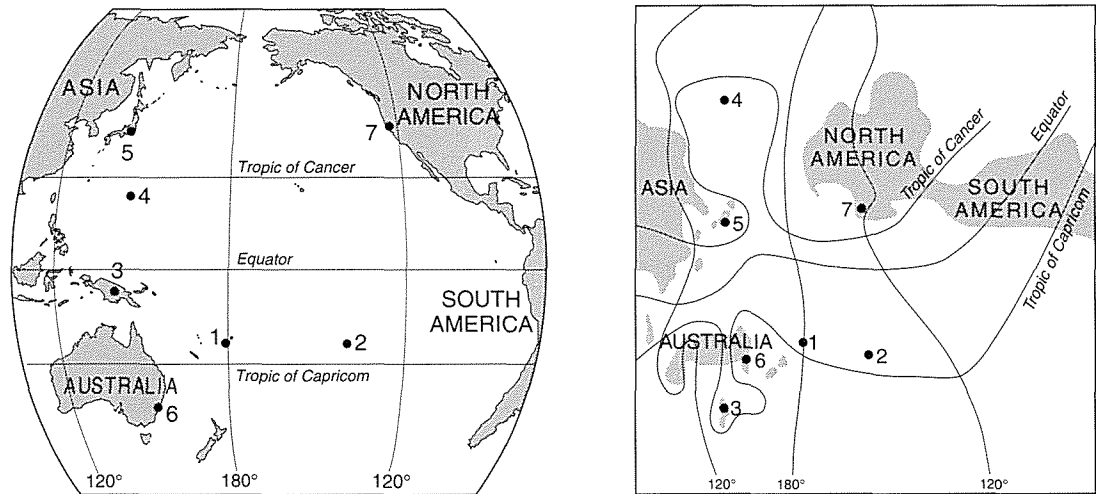 ASIA
NORTH
AMERICA
7
5
Tropic of Cancer
4
Equator
3
SOUTH
AMERICA
1
2
Tropic of Capricom
AUSTRALIA
6
120°
180°
120°
4
NORTH
AMERICA
Tropic of Cancer
Equator
ASIA
SOUTH
AMERICA
7
5
Tropic of Capricom
AUSTRALIA
1
2
6
3
120°
180°
120°